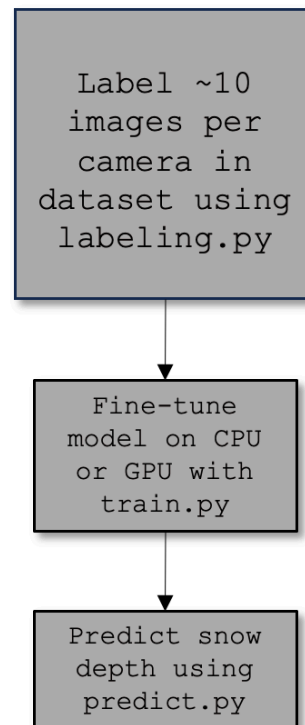 Label ~10
images per
camera in
dataset using
labeling.py
Fine-tune
model on CPU
or GPU with
train.py
Predict snow
depth using
predict.py